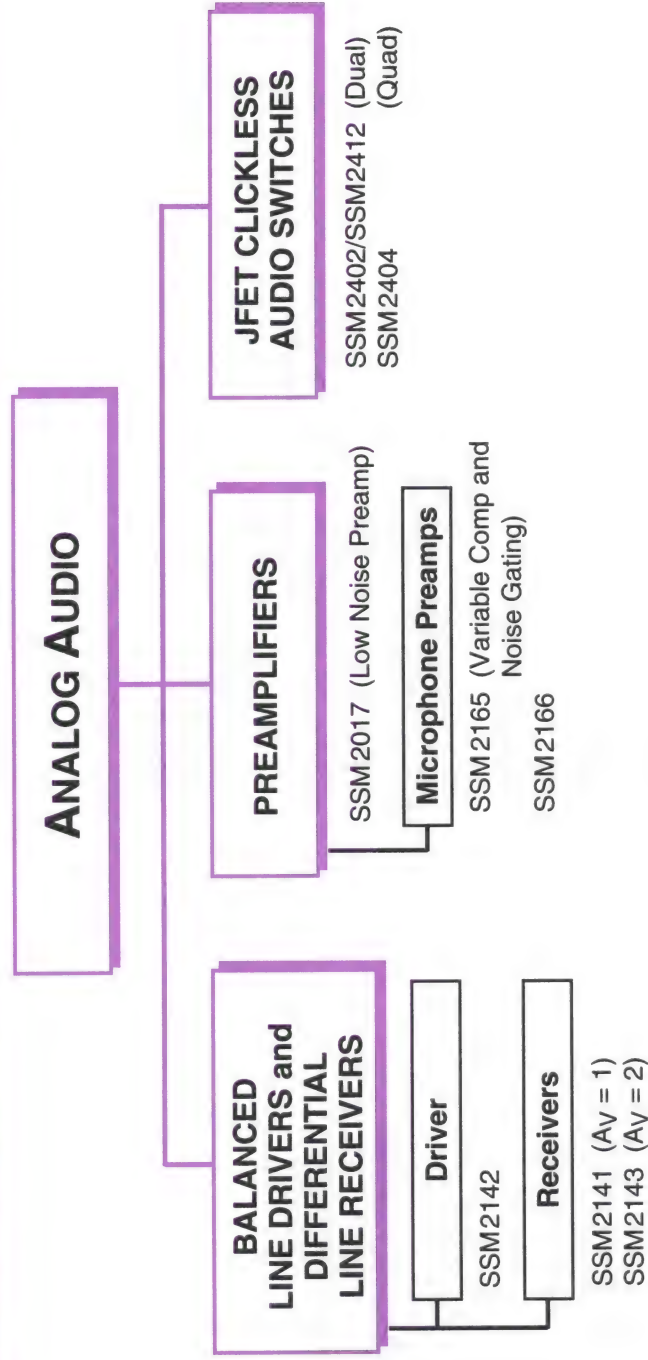 ANALOG AUDIO
BALANCED
LINE DRIVERS and
DIFFERENTIAL
LINE RECEIVERS
Driver
SSM2142
Receivers
SSM2141 (Av = 1)
SSM2143 (Av = 2)
PREAMPLIFIERS
SSM2017 (Low Noise Preamp)
Microphone Preamps
SSM2165 (Variable Comp and
Noise Gating)
SSM2166
JFET CLICKLESS
AUDIO SWITCHES
SSM2402/SSM2412 (Dual)
SSM2404 (Quad)